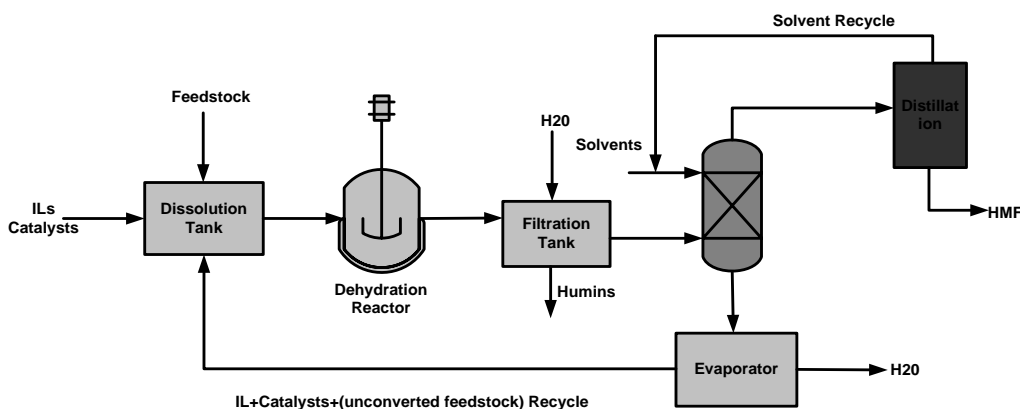 Solvent Recycle
Feedstock
H20
Solvents
Distillat
ion
ILs
Catalysts
Dissolution
Tank
Filtration
Tank
HMF
Dehydration
Reactor
Humins
Evaporator
H20
IL+Catalysts+(unconverted feedstock) Recycle